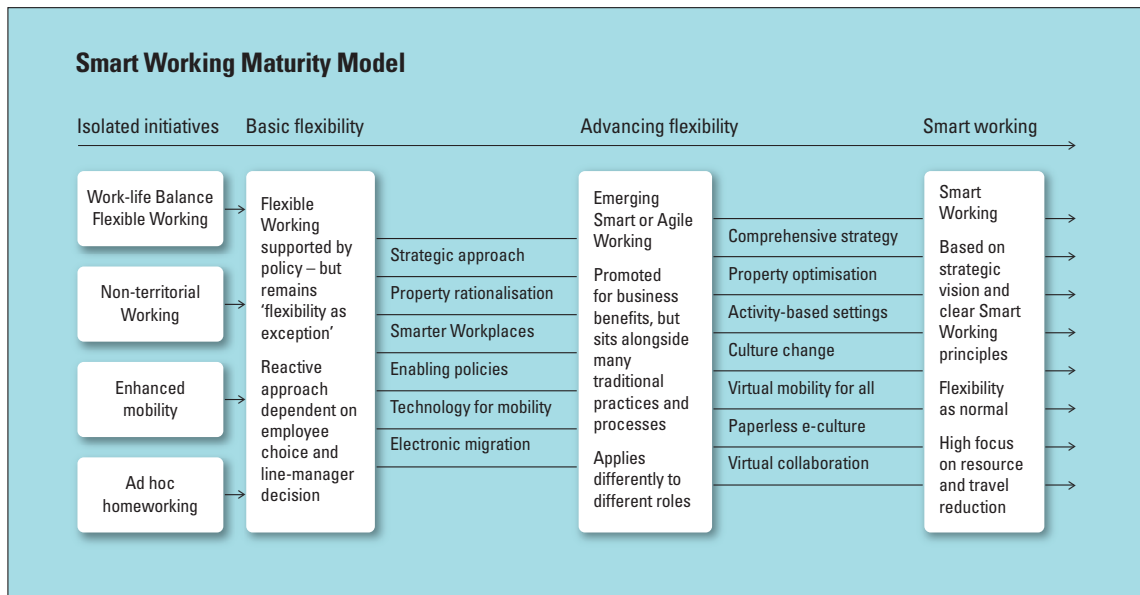 Smart Working Maturity Model
Isolated initiatives
Basic flexibility
Advancing flexibility
Smart working
Work-life Balance
Flexible Working
Non-territorial
Working
Enhanced
mobility
Ad hoc
homeworking
Flexible
Working
supported by
policy – but
remains
‘flexibility as
exception’
Reactive
approach
dependent on
employee
choice and
line-manager
decision
Strategic approach
Property rationalisation
Smarter Workplaces
Enabling policies
Technology for mobility
Electronic migration
Emerging
Smart or Agile
Working
Promoted
for business
benefits, but
sits alongside
many
traditional
practices and
processes
Applies
differently to
different roles
Comprehensive strategy
Property optimisation
Activity-based settings
Culture change
Virtual mobility for all
Paperless e-culture
Virtual collaboration
Smart
Working
Based on
strategic
vision and
clear Smart
Working
principles
Flexibility
as normal
High focus
on resource
and travel
reduction